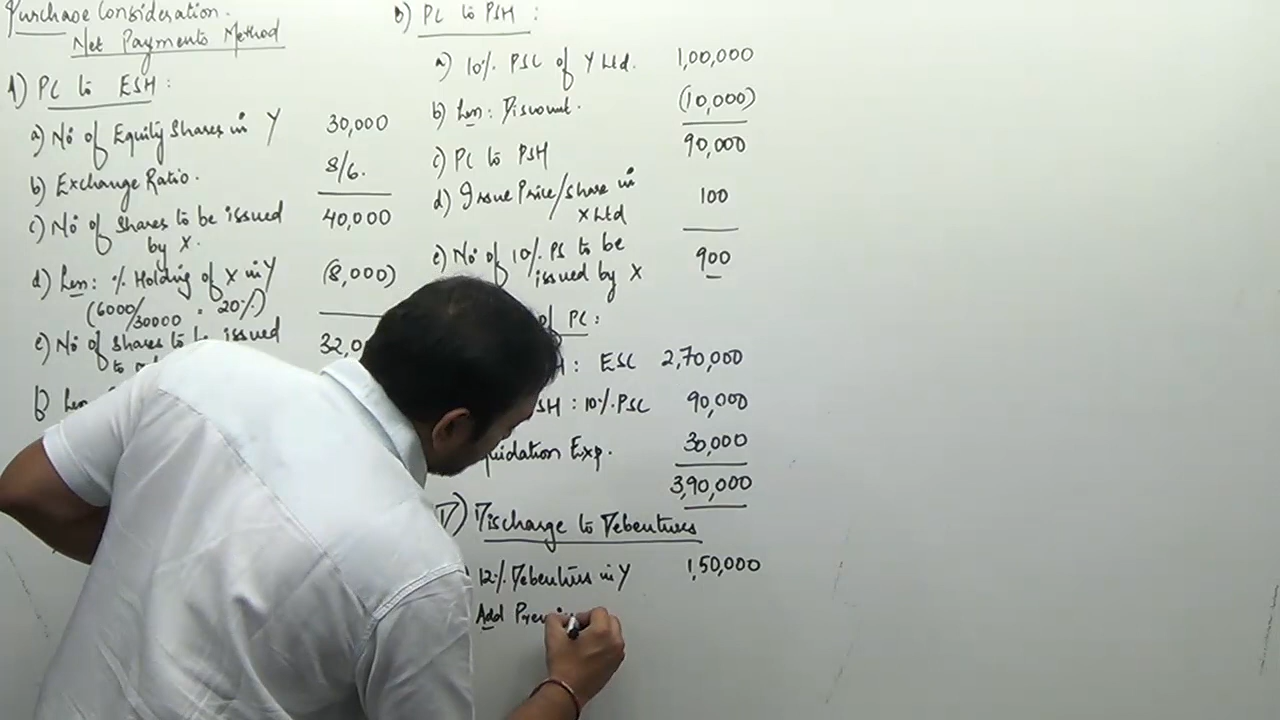 Purchase Consideration.
Net Payments Method
1) PC to ESH:
a) No of Equity Shares in Y 30,000
b) Exchange Ratio. 8/6.
c) No of Shares to be issued 40,000
by X.
d) Less: % Holding of X in Y (8,000)
(6000/30000 = 20%)
e) No of Shares to be issued 32,0
to
f) Less
PC to PSH:
a) 10% PSC of Y Ltd. 1,00,000
b) Less: Discount. (10,000)
90,000
c) PC to PSH
d) Issue Price/Share in 100
X Ltd
e) No of 10% PS to be 900
issued by X
of PC:
H: ESC 2,70,000
SH: 10% PSC 90,000
quidation Exp. 30,000
3,90,000
V) Discharge to Debentures
12% Debentures in Y 1,50,000
Add Premi